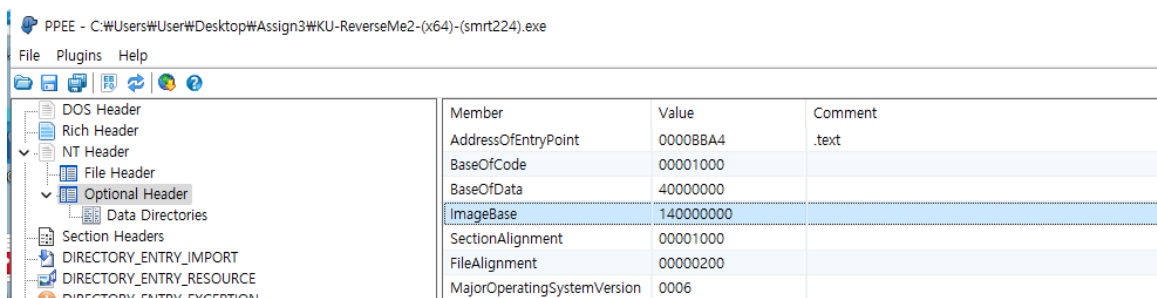 PPEE - C:₩Users₩User₩Desktop₩Assign3₩KU-ReverseMe2-(x64)-(smrt224).exe
File Plugins Help
DOS Header
Rich Header
NT Header
File Header
Optional Header
Data Directories
Section Headers
DIRECTORY_ENTRY_IMPORT
DIRECTORY_ENTRY_RESOURCE
DIRECTORY_ENTRY_EXCEPTION
Member Value Comment
AddressOfEntryPoint 0000BBA4 .text
BaseOfCode 00001000
BaseOfData 40000000
ImageBase 140000000
SectionAlignment 00001000
FileAlignment 00000200
MajorOperatingSystemVersion 0006